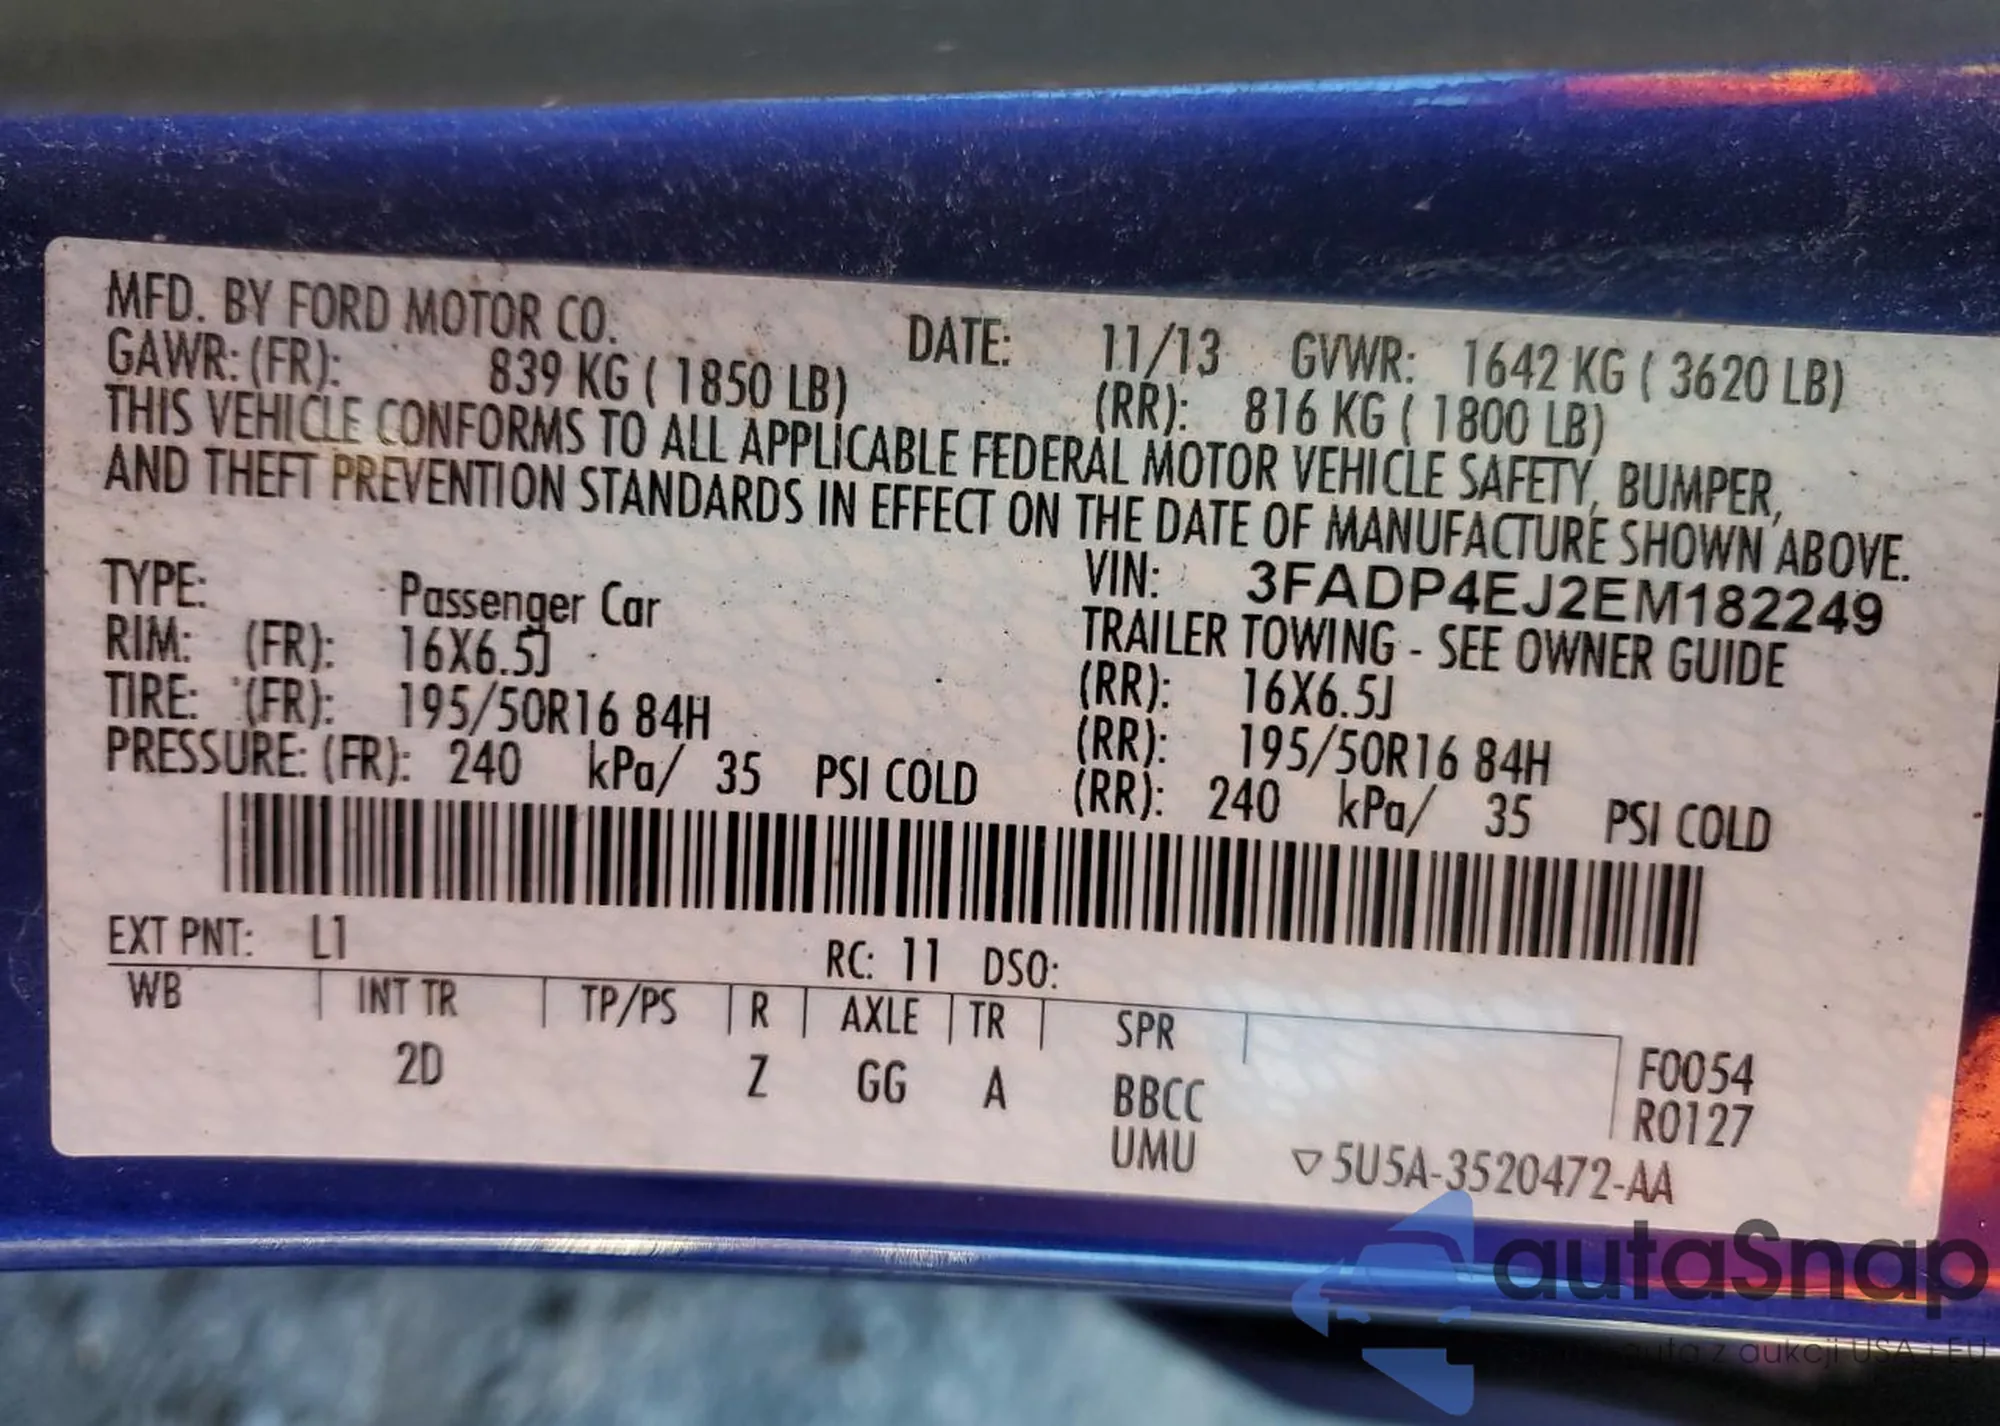 MFD. BY FORD MOTOR CO. DATE: 11/13 GVWR: 1642 KG ( 3620 LB)
GAWR: (FR): 839 KG ( 1850 LB) (RR): 816 KG ( 1800 LB)
THIS VEHICLE CONFORMS TO ALL APPLICABLE FEDERAL MOTOR VEHICLE SAFETY, BUMPER,
AND THEFT PREVENTION STANDARDS IN EFFECT ON THE DATE OF MANUFACTURE SHOWN ABOVE.
VIN: 3FADP4EJ2EM182249
TYPE: Passenger Car TRAILER TOWING - SEE OWNER GUIDE
RIM: (FR): 16X6.5J (RR): 16X6.5J
TIRE: (FR): 195/50R16 84H (RR): 195/50R16 84H
PRESSURE: (FR): 240 kPa/ 35 PSI COLD (RR): 240 kPa/ 35 PSI COLD
EXT PNT: L1 RC: 11 DSO:
WB INT TR TP/PS R AXLE TR SPR
2D Z GG A BBCC F0054
UMU R0127
▽5U5A-3520472-AA
autaSnap
auta z aukcji USA i EU